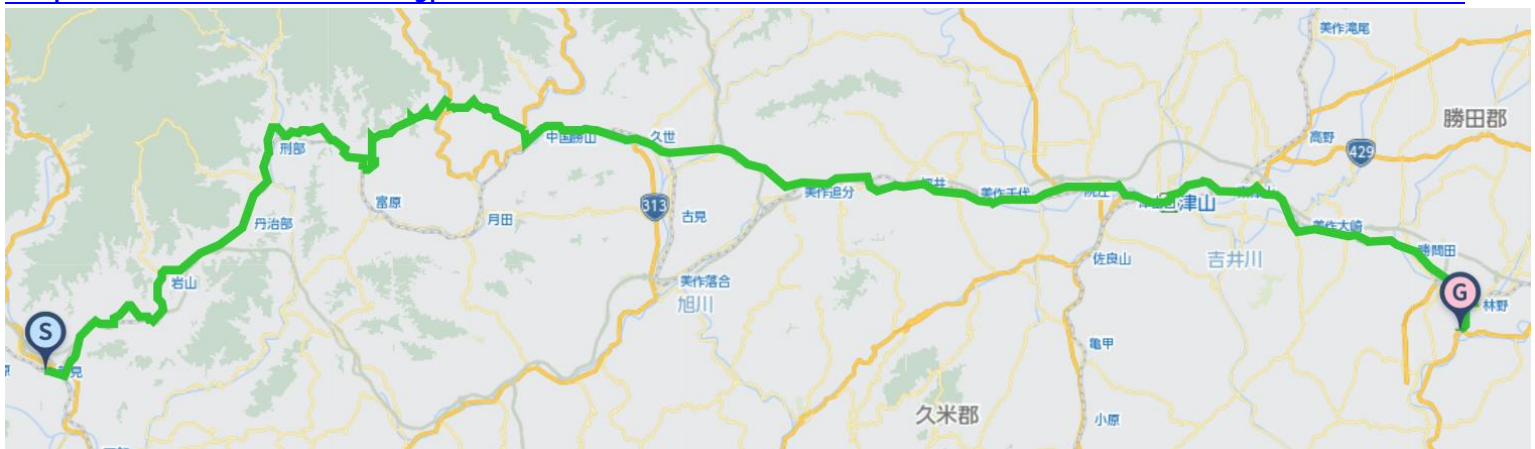 美作滝尾
勝田郡
高野
429
中国勝山
久世
刑部
美作追分
美作千代
津山
富原
月田
313
古見
丹治部
美作大崎
勝間田
佐良山
吉井川
岩山
美作落合
旭川
G
林野
S
亀甲
久米郡
小原